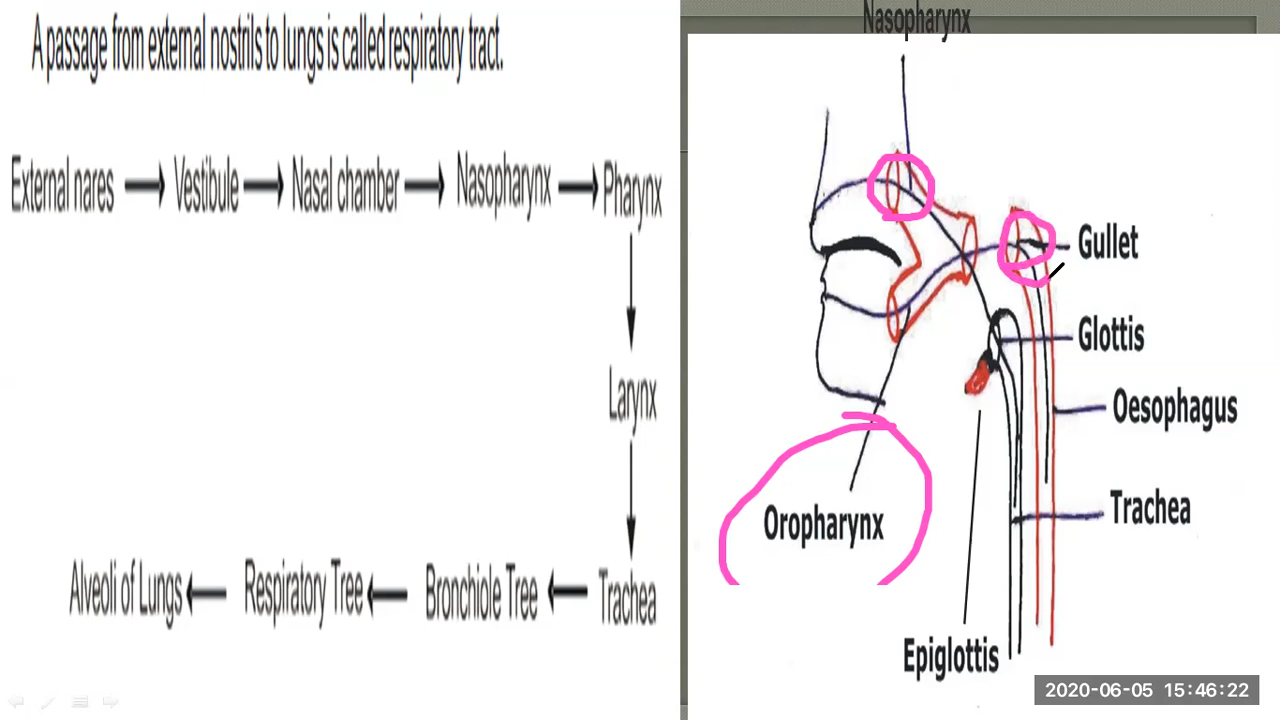 A passage from external nostrils to lungs is called respiratory tract.
External nares → Vestibule → Nasal chamber → Nasopharynx → Pharynx
Larynx
Alveoli of Lungs ← Respiratory Tree ← Bronchiole Tree ← Trachea
Nasopharynx
Gullet
Glottis
Oesophagus
Trachea
Oropharynx
Epiglottis
2020-06-05 15:46:22